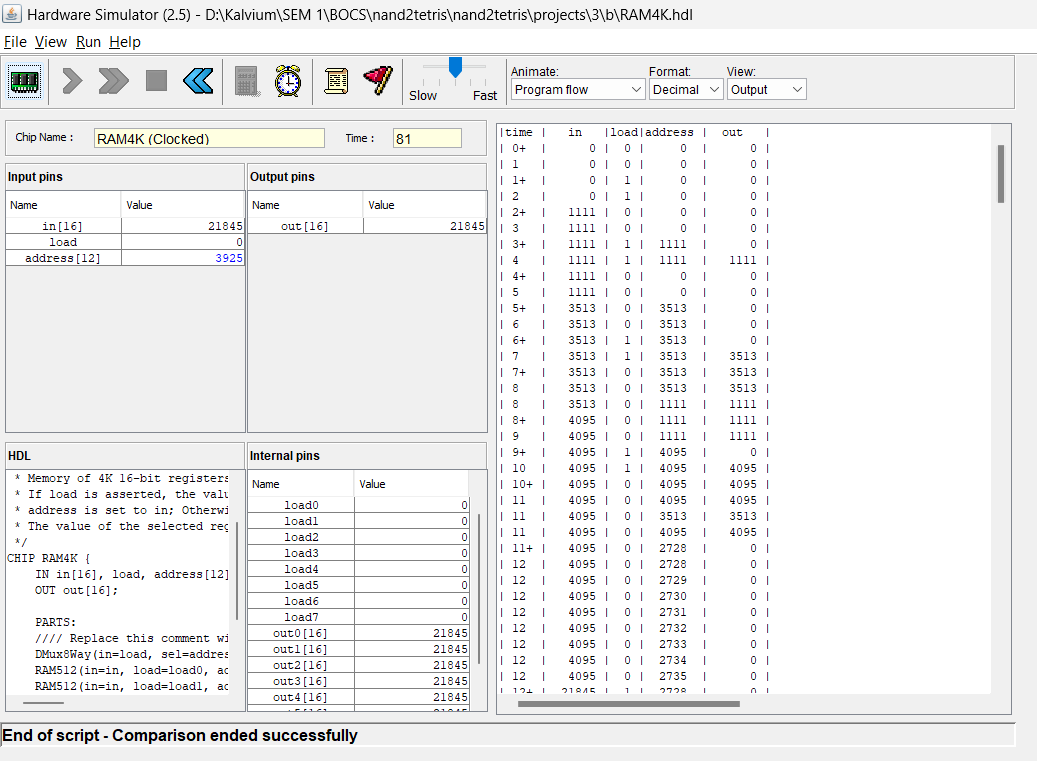 Hardware Simulator (2.5) - D:\Kalvium\SEM 1\BOCS\nand2tetris\nand2tetris\projects\3\b\RAM4K.hdl
File View Run Help
Slow Fast
Animate: Format: View:
Program flow Decimal Output
Chip Name : RAM4K (Clocked) Time : 81
Input pins
Name Value
in[16] 21845
load 0
address[12] 3925
Output pins
Name Value
out[16] 21845
HDL
* Memory of 4K 16-bit registers
* If load is asserted, the valu
* address is set to in; Otherwi
* The value of the selected reg
*/
CHIP RAM4K {
IN in[16], load, address[12]
OUT out[16];
PARTS:
//// Replace this comment wi
DMux8Way(in=load, sel=addres
RAM512(in=in, load=load0, ad
RAM512(in=in, load=load1, ad
Internal pins
Name Value
load0 0
load1 0
load2 0
load3 0
load4 0
load5 0
load6 0
load7 0
out0[16] 21845
out1[16] 21845
out2[16] 21845
out3[16] 21845
out4[16] 21845
|time | in |load|address | out |
| 0+ | 0 | 0 | 0 | 0 |
| 1 | 0 | 0 | 0 | 0 |
| 1+ | 0 | 1 | 0 | 0 |
| 2 | 0 | 1 | 0 | 0 |
| 2+ | 1111 | 0 | 0 | 0 |
| 3 | 1111 | 0 | 0 | 0 |
| 3+ | 1111 | 1 | 1111 | 0 |
| 4 | 1111 | 1 | 1111 | 1111 |
| 4+ | 1111 | 0 | 0 | 0 |
| 5 | 1111 | 0 | 0 | 0 |
| 5+ | 3513 | 0 | 3513 | 0 |
| 6 | 3513 | 0 | 3513 | 0 |
| 6+ | 3513 | 1 | 3513 | 0 |
| 7 | 3513 | 1 | 3513 | 3513 |
| 7+ | 3513 | 0 | 3513 | 3513 |
| 8 | 3513 | 0 | 3513 | 3513 |
| 8 | 3513 | 0 | 1111 | 1111 |
| 8+ | 4095 | 0 | 1111 | 1111 |
| 9 | 4095 | 0 | 1111 | 1111 |
| 9+ | 4095 | 1 | 4095 | 0 |
| 10 | 4095 | 1 | 4095 | 4095 |
| 10+ | 4095 | 0 | 4095 | 4095 |
| 11 | 4095 | 0 | 4095 | 4095 |
| 11 | 4095 | 0 | 3513 | 3513 |
| 11 | 4095 | 0 | 4095 | 4095 |
| 11+ | 4095 | 0 | 2728 | 0 |
| 12 | 4095 | 0 | 2728 | 0 |
| 12 | 4095 | 0 | 2729 | 0 |
| 12 | 4095 | 0 | 2730 | 0 |
| 12 | 4095 | 0 | 2731 | 0 |
| 12 | 4095 | 0 | 2732 | 0 |
| 12 | 4095 | 0 | 2733 | 0 |
| 12 | 4095 | 0 | 2734 | 0 |
| 12 | 4095 | 0 | 2735 | 0 |
| 12+ | 21845 | 1 | 2728 | 0 |
End of script - Comparison ended successfully